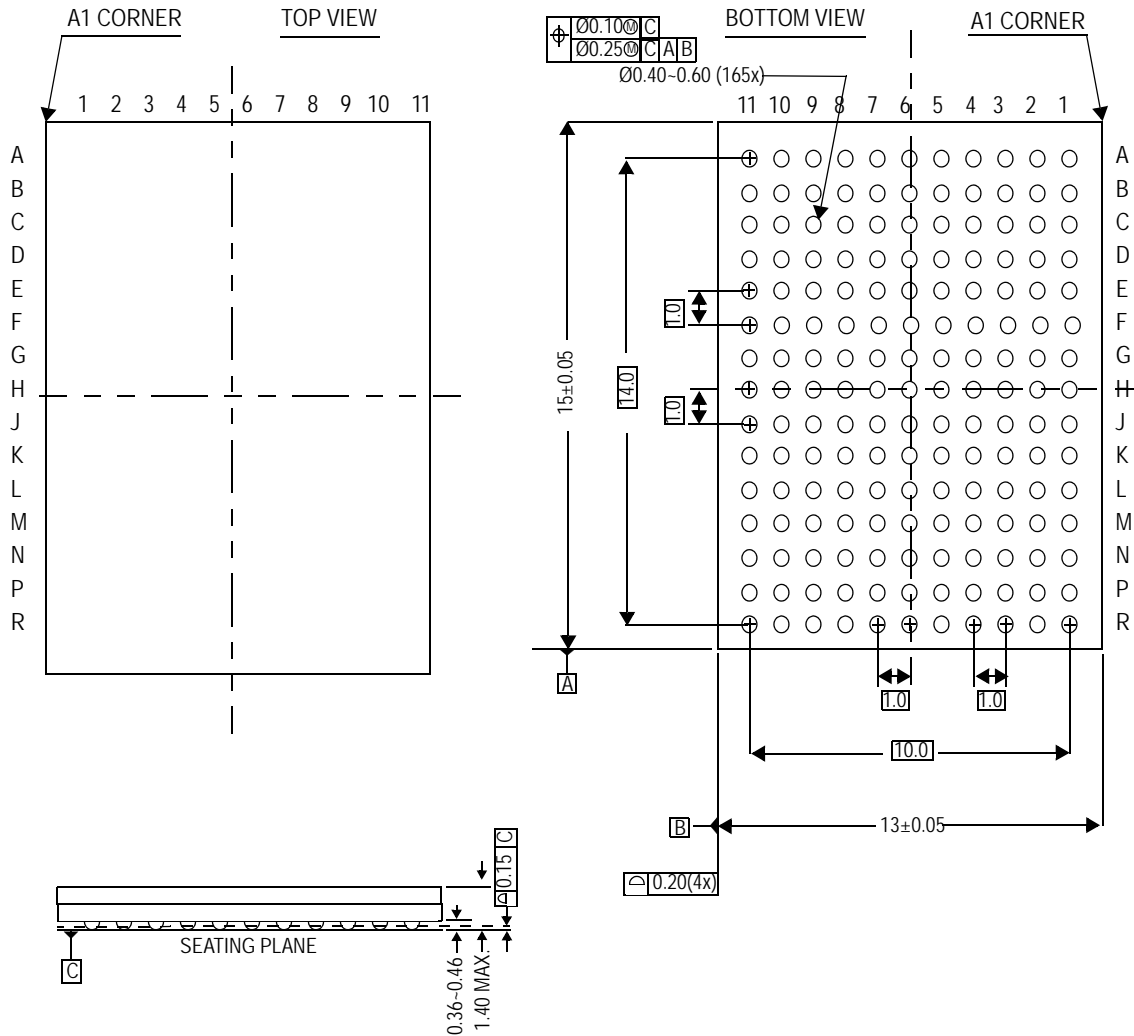 A1 CORNER TOP VIEW
1 2 3 4 5 6 7 8 9 10 11
A
B
C
D
E
F
G
H
J
K
L
M
N
P
R
Ø0.10Ⓜ C
Ø0.25Ⓜ C A B
BOTTOM VIEW A1 CORNER
Ø0.40~0.60 (165x)
11 10 9 8 7 6 5 4 3 2 1
A
B
C
D
E
F
G
H
J
K
L
M
N
P
R
15±0.05
14.0
1.0
1.0
A
1.0 1.0
10.0
B 13±0.05
0.20(4x)
0.15 C
SEATING PLANE
C
0.36~0.46
1.40 MAX.